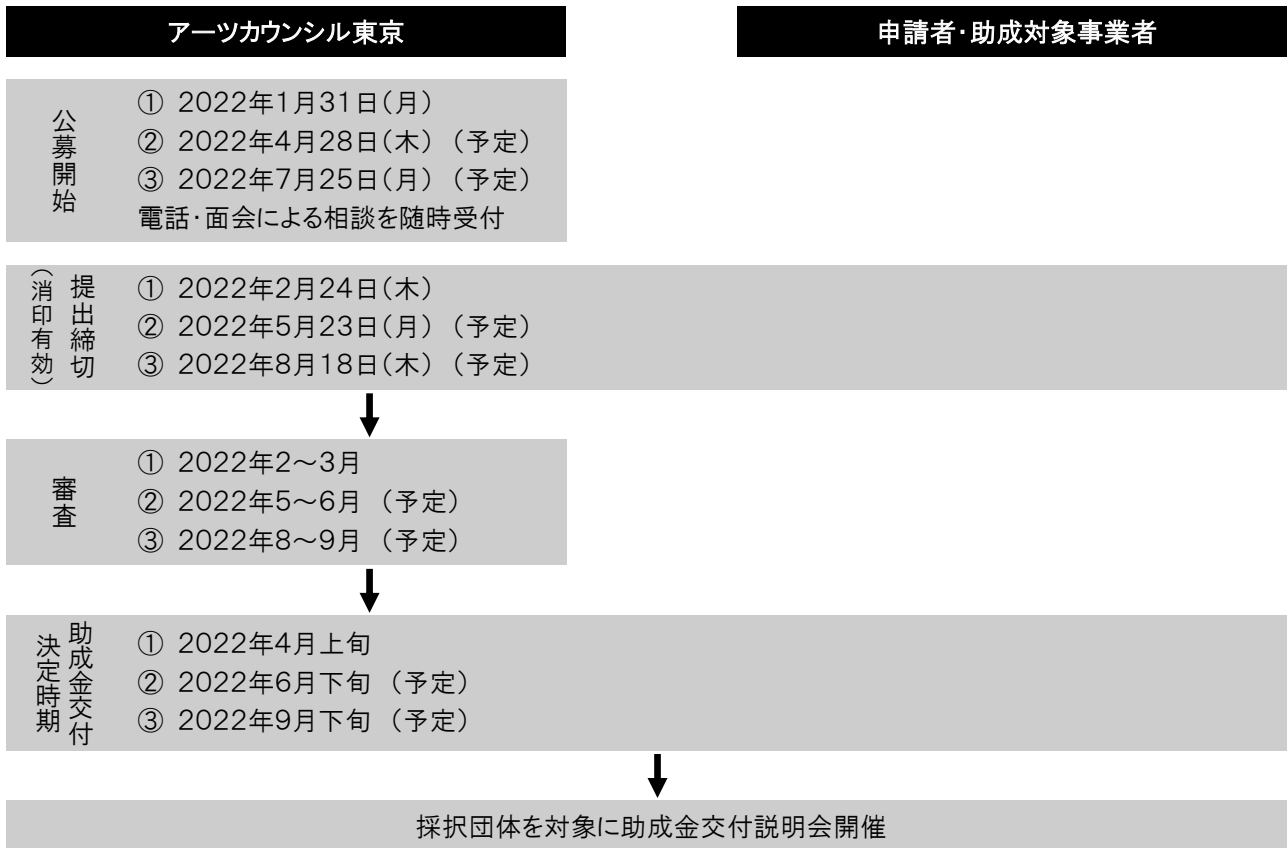 アーツカウンシル東京
申請者・助成対象事業者
公募開始
① 2022年1月31日(月)
② 2022年4月28日(木) (予定)
③ 2022年7月25日(月) (予定)
電話・面会による相談を随時受付
提出締切
(消印有効)
① 2022年2月24日(木)
② 2022年5月23日(月) (予定)
③ 2022年8月18日(木) (予定)
審査
① 2022年2~3月
② 2022年5~6月 (予定)
③ 2022年8~9月 (予定)
助成金交付
決定時期
① 2022年4月上旬
② 2022年6月下旬 (予定)
③ 2022年9月下旬 (予定)
採択団体を対象に助成金交付説明会開催